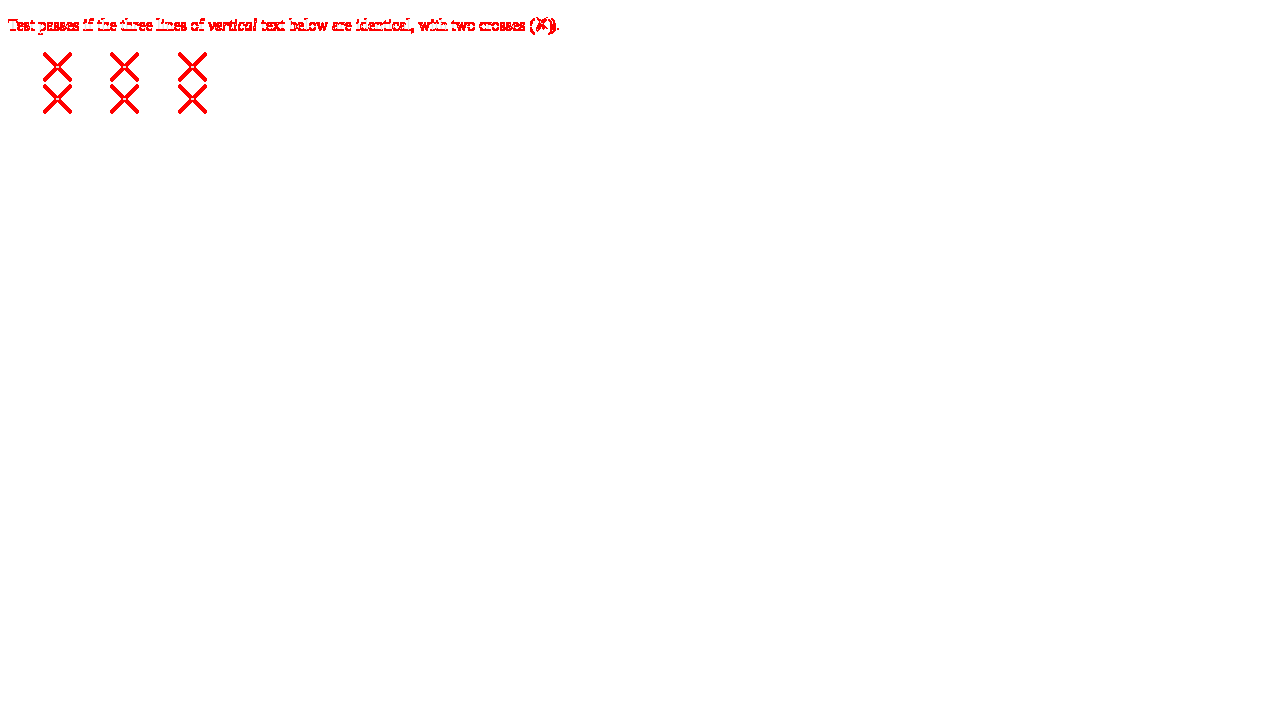 Test passes if the three lines of vertical text below are identical, with two crosses (╳).
╳ ╳ ╳
╳ ╳ ╳